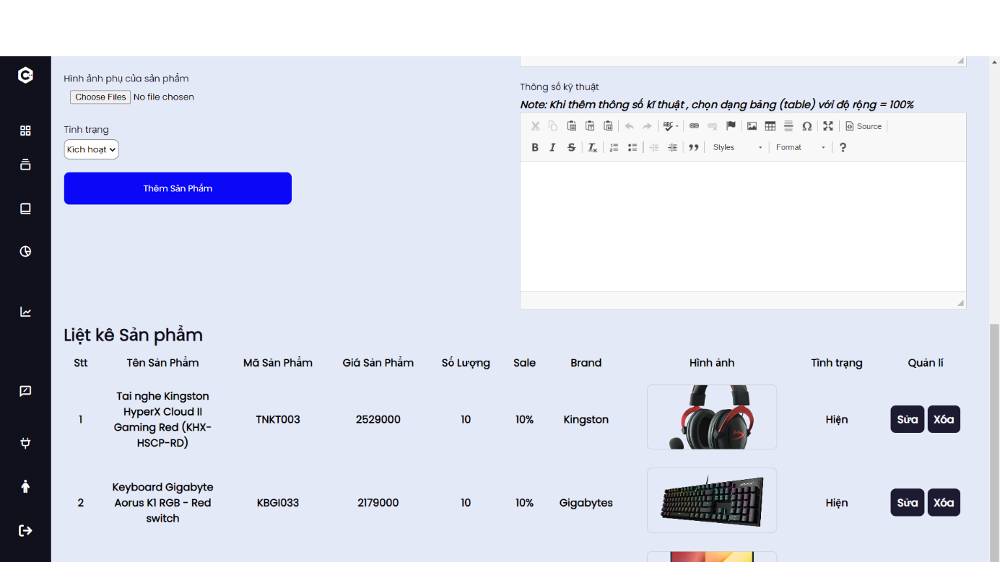 Hình ảnh phụ của sản phẩm
Choose Files No file chosen
Tình trạng
Kích hoạt
Thêm Sản Phẩm
Thông số kỹ thuật
Note: Khi thêm thông số kĩ thuật , chọn dạng bảng (table) với độ rộng = 100%
Source
Styles
Format
Liệt kê Sản phẩm
Stt Tên Sản Phẩm Mã Sản Phẩm Giá Sản Phẩm Số Lượng Sale Brand Hình ảnh Tình trạng Quản lí
Tai nghe Kingston
HyperX Cloud II
Gaming Red (KHX-
HSCP-RD)
1 TNKT003 2529000 10 10% Kingston Hiện Sửa Xóa
Keyboard Gigabyte
Aorus K1 RGB - Red
switch
2 KBGI033 2179000 10 10% Gigabytes Hiện Sửa Xóa